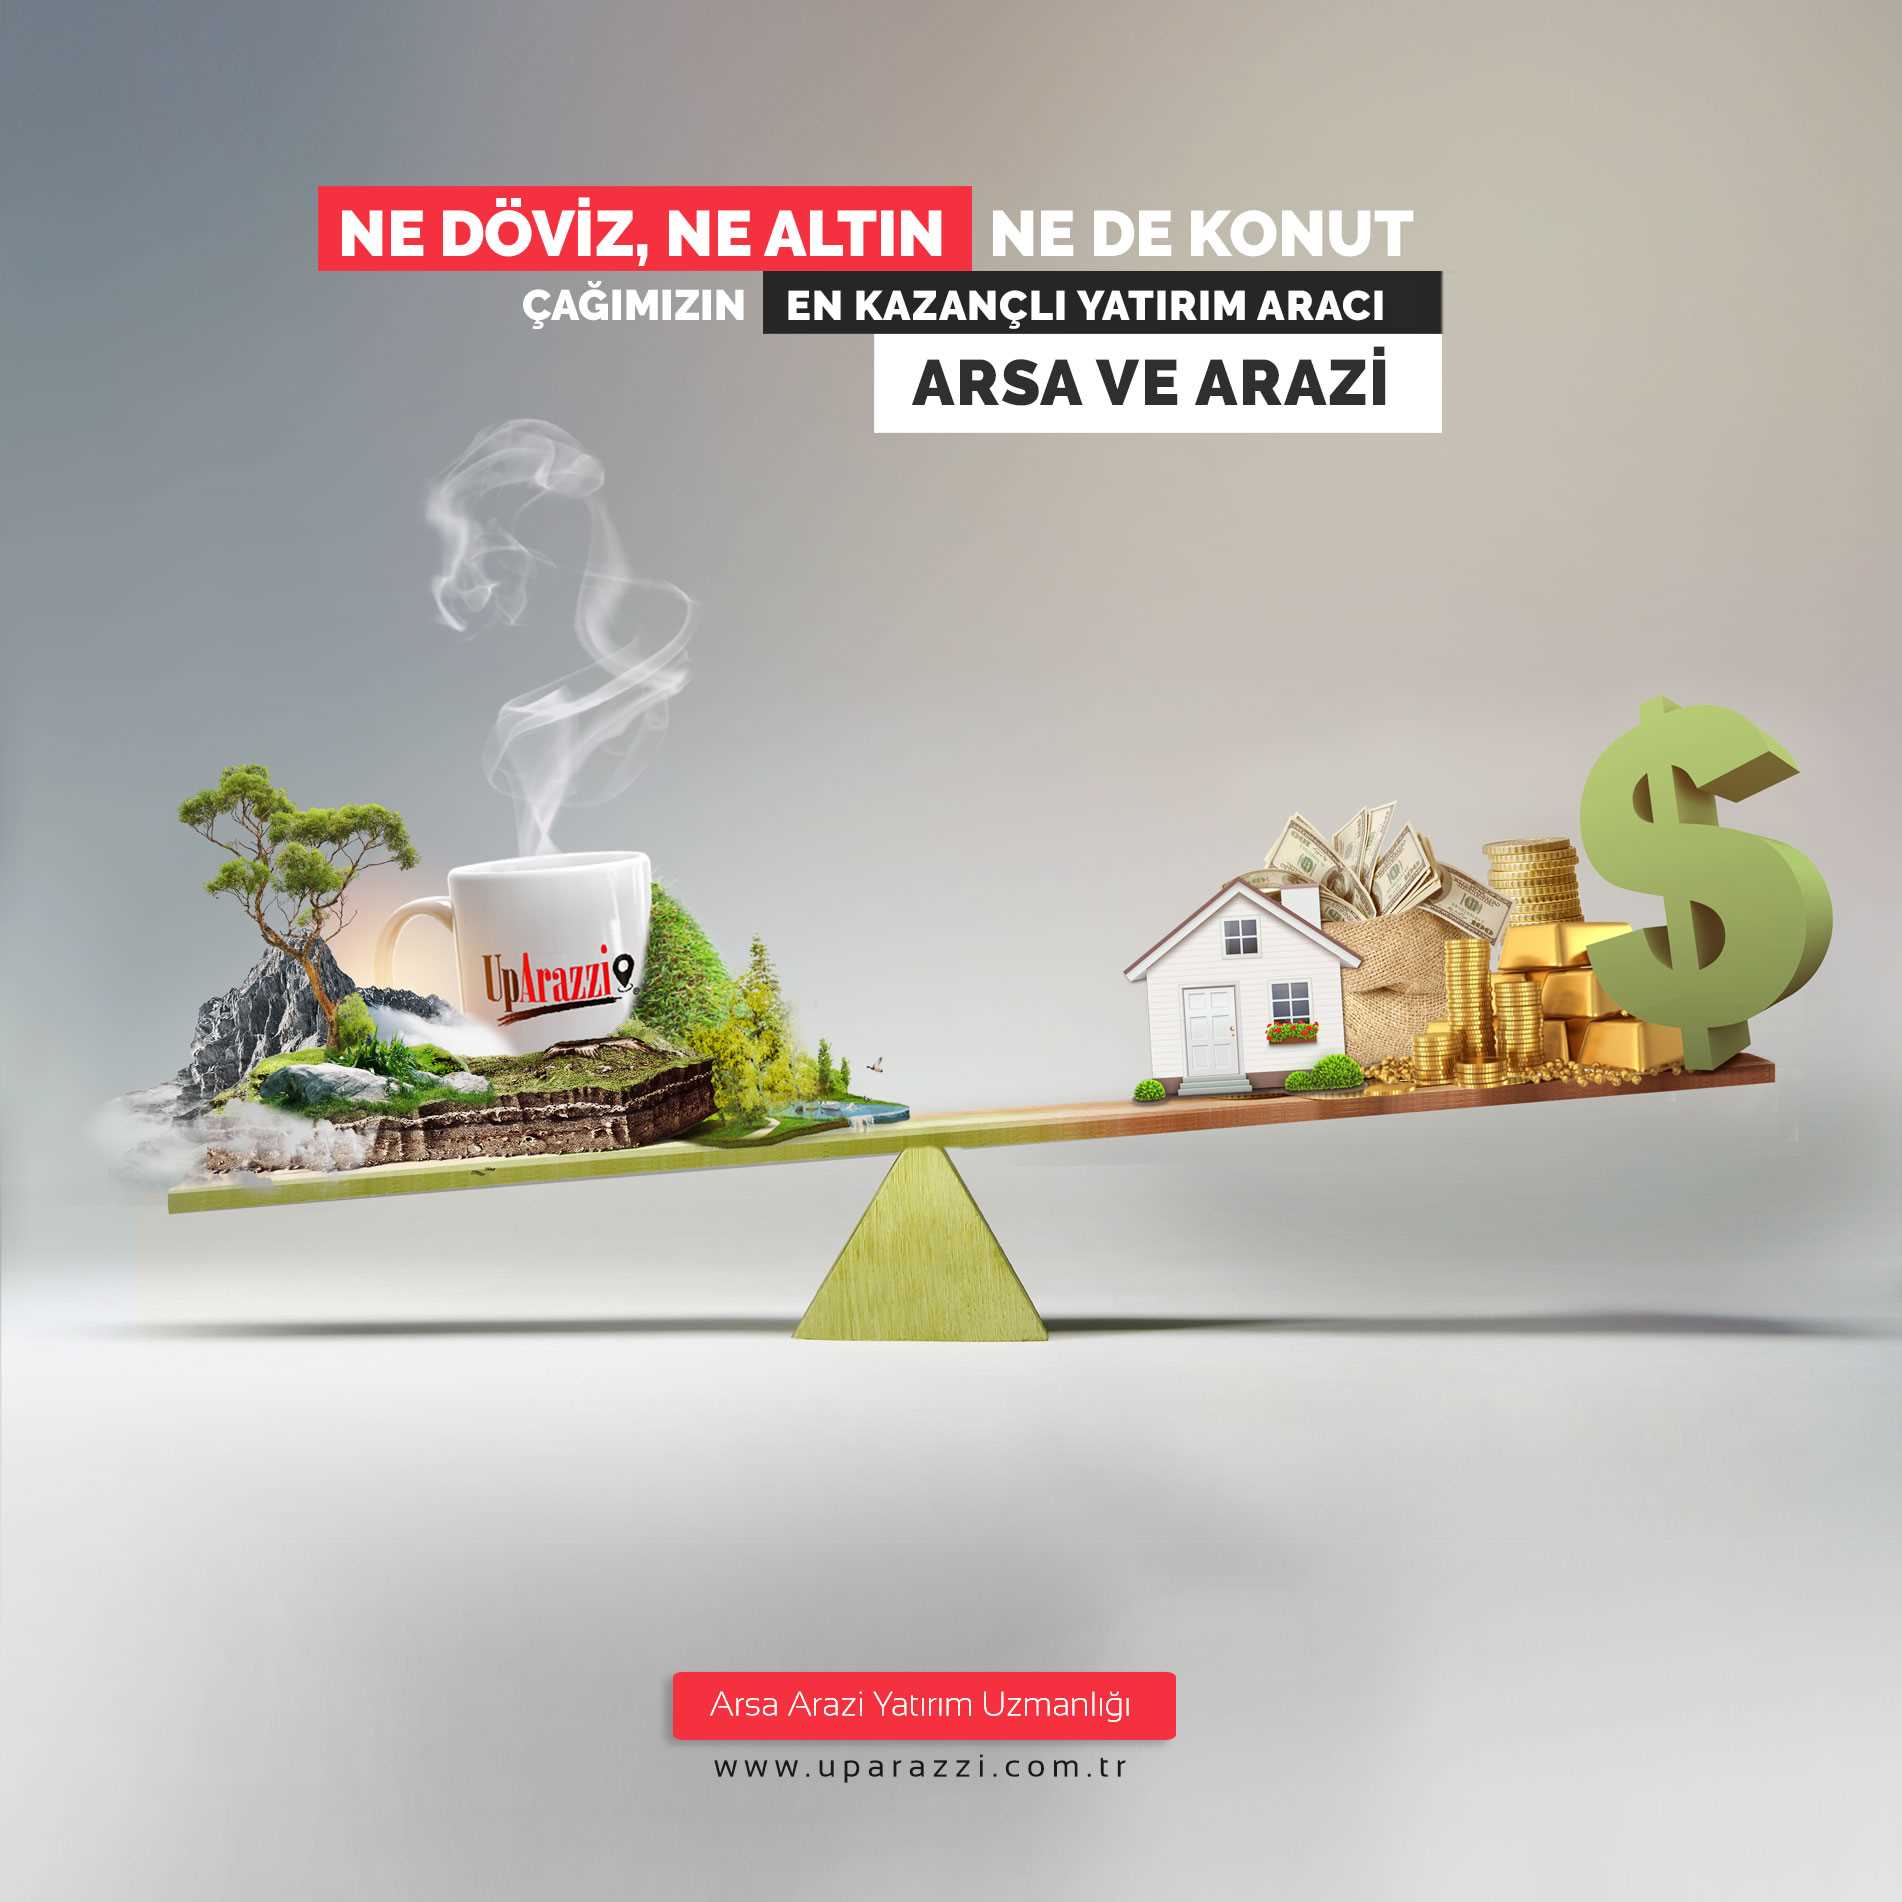 NE DÖVİZ, NE ALTIN NE DE KONUT
ÇAĞIMIZIN EN KAZANÇLI YATIRIM ARACI
ARSA VE ARAZİ
UpArazzi
$
Arsa Arazi Yatırım Uzmanlığı
www.uparazzi.com.tr